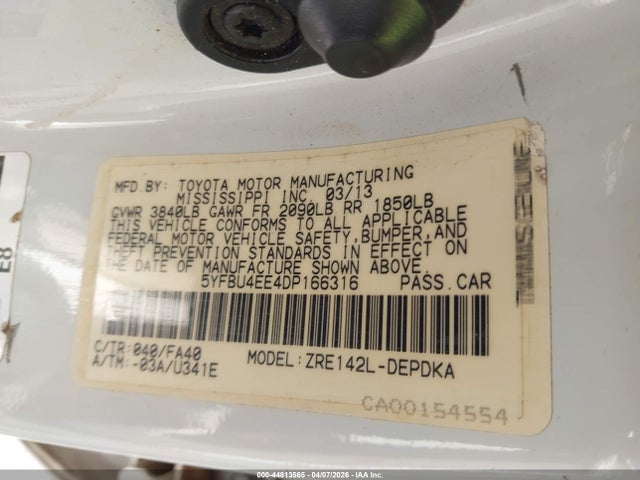 MFD.BY: TOYOTA MOTOR MANUFACTURING
MISSISSIPPI INC. 03/13
GVWR 3840LB GAWR FR 2090LB RR 1850LB
THIS VEHICLE CONFORMS TO ALL APPLICABLE
FEDERAL MOTOR VEHICLE SAFETY,BUMPER,AND
THEFT PREVENTION STANDARDS IN EFFECT ON
THE DATE OF MANUFACTURE SHOWN ABOVE.
5YFBU4EE4DP166316 PASS.CAR
C/TR:040/FA40
A/TM:-03A/U341E
MODEL:ZRE142L-DEPDKA
CA00154554
E8
000-44813565 - 04/07/2026 - IAA Inc.